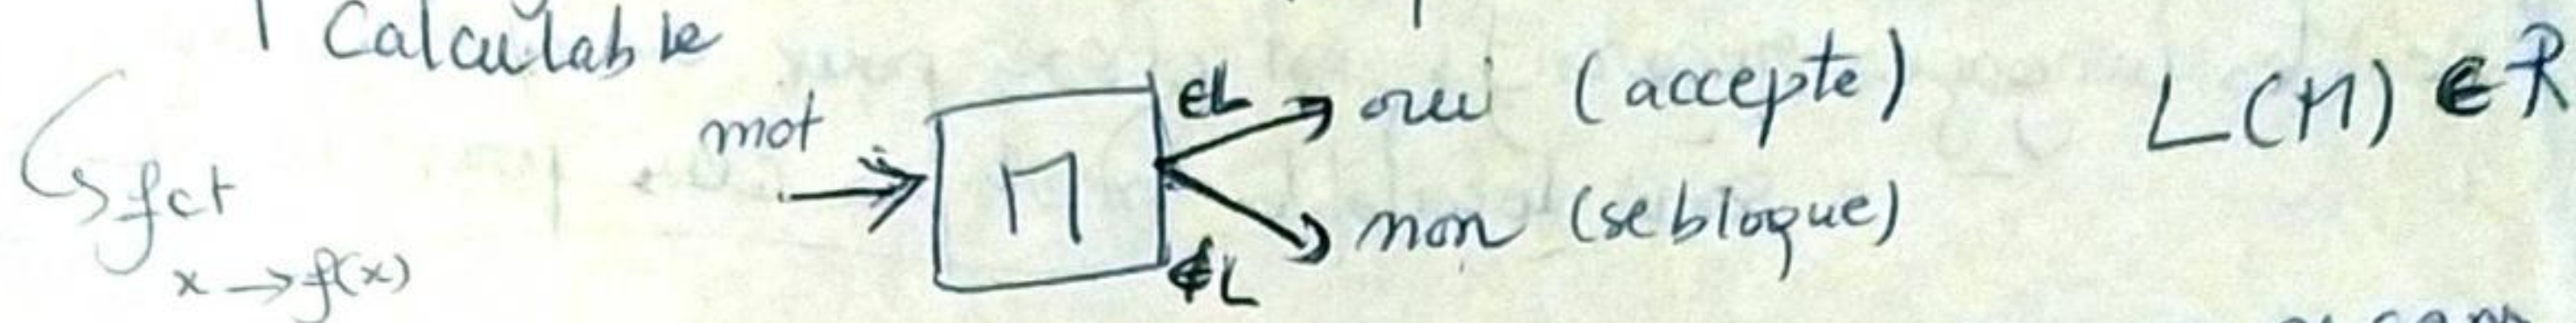 Calculable
mot
M
∈L → oui (accepte)
∉L → non (se bloque)
L(M) ∈ R
fct
x → f(x)